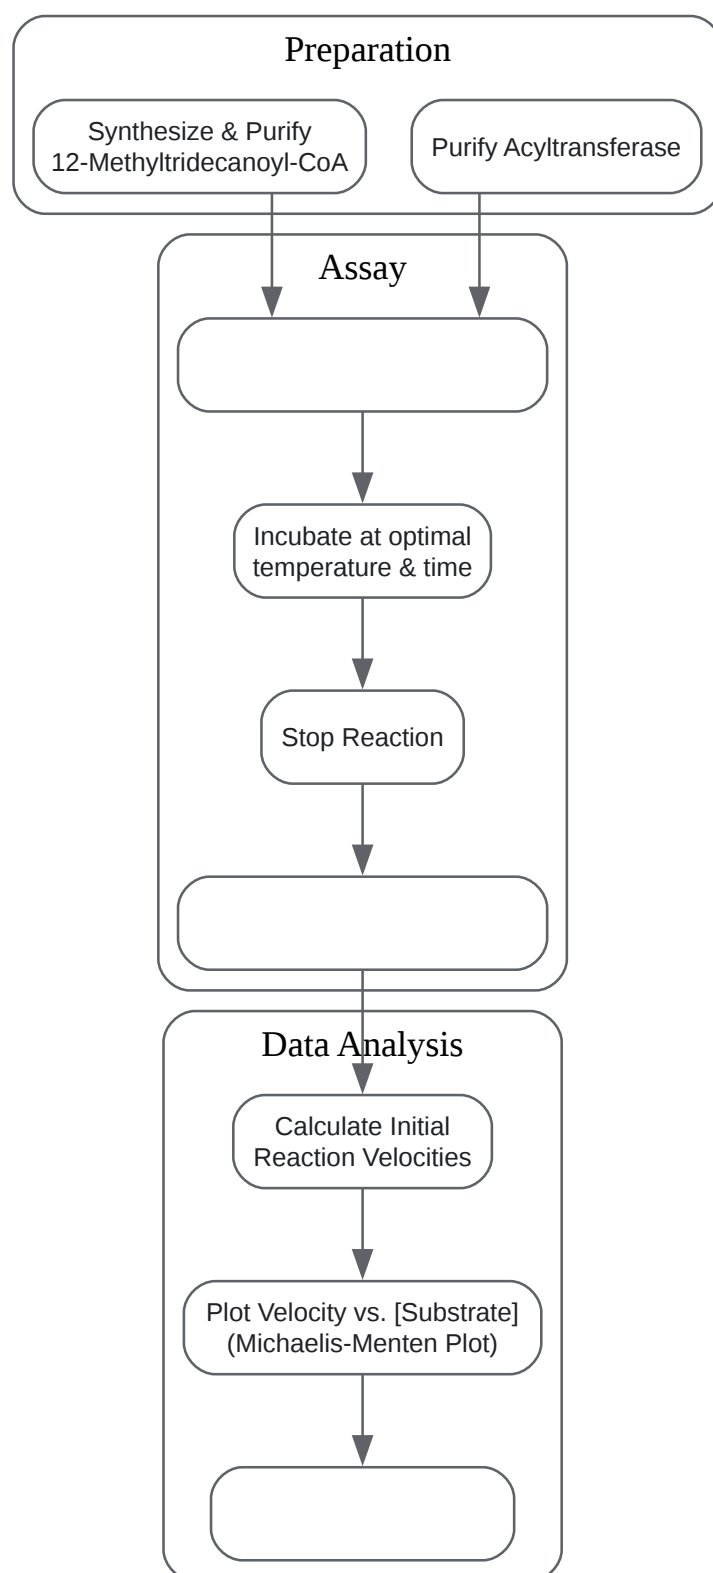 Preparation
Synthesize & Purify
12-Methyltridecanoyl-CoA
Purify Acyltransferase
Assay
Incubate at optimal
temperature & time
Stop Reaction
Data Analysis
Calculate Initial
Reaction Velocities
Plot Velocity vs. [Substrate]
(Michaelis-Menten Plot)